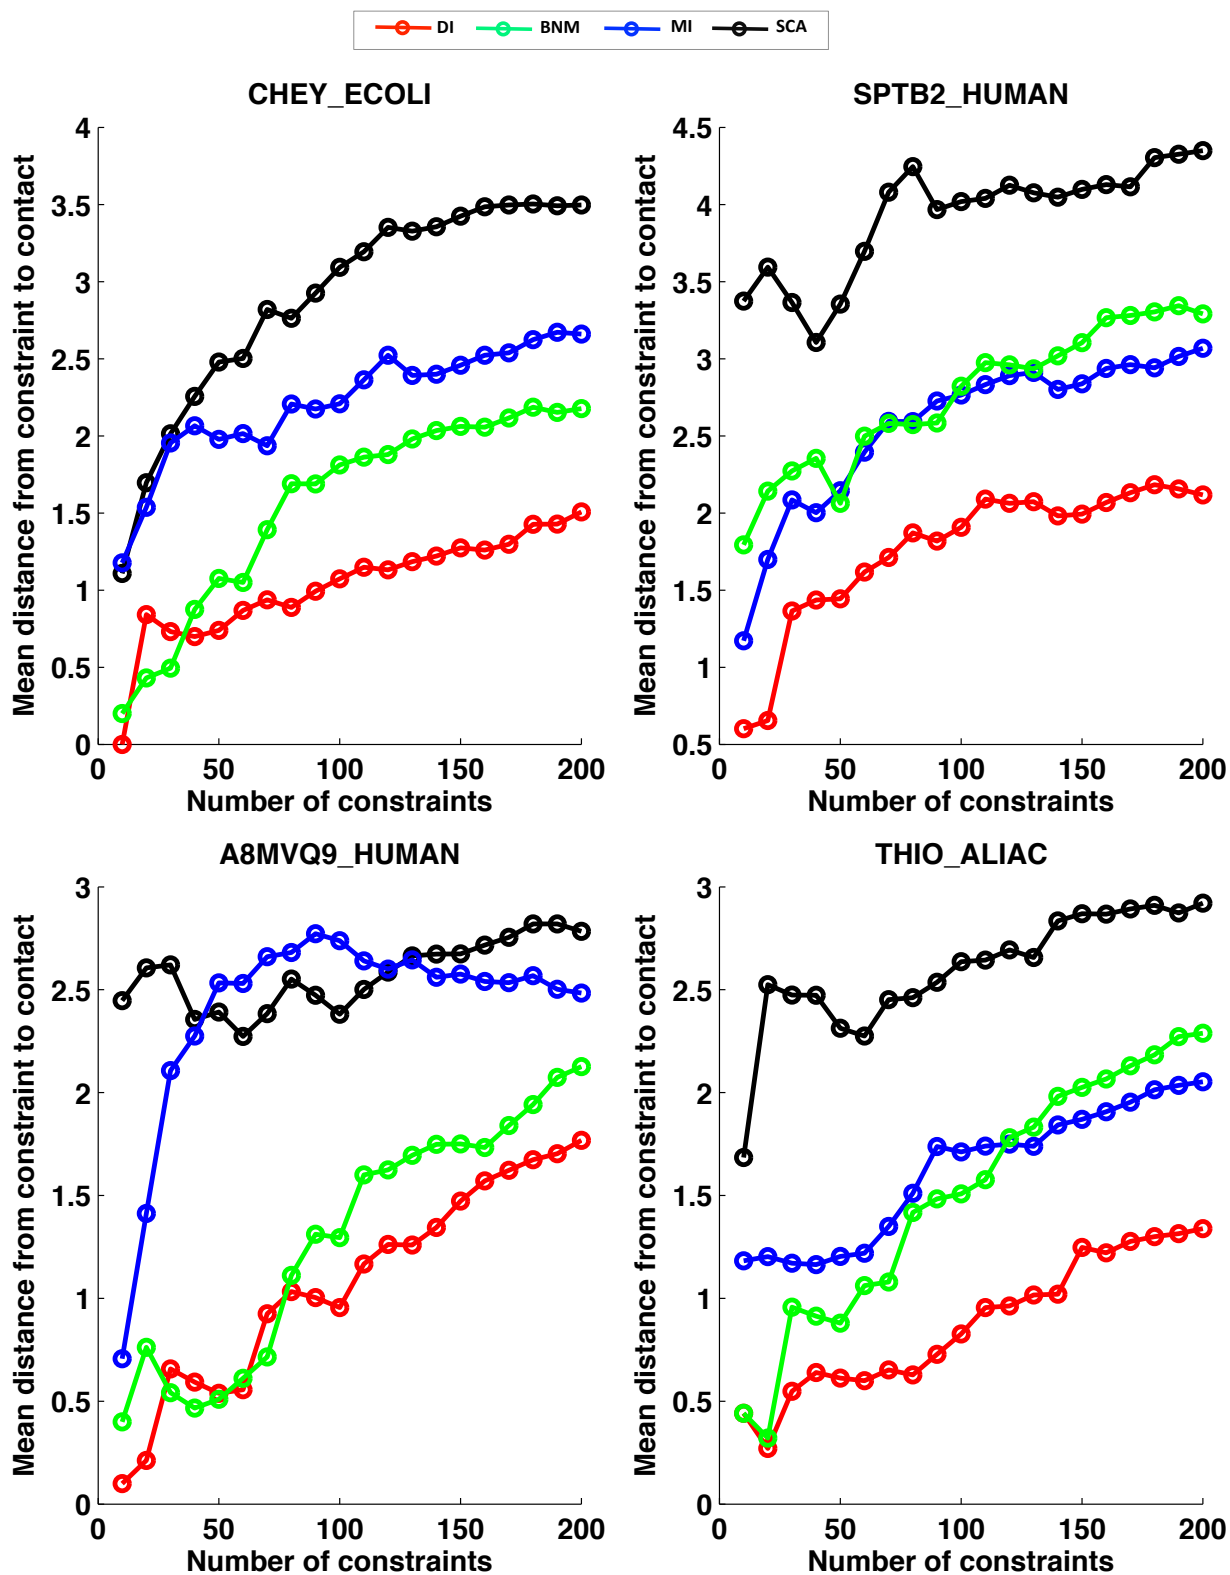 DI BNM MI SCA
CHEY_ECOLI
Mean distance from constraint to contact
4
3.5
3
2.5
2
1.5
1
0.5
0
0 50 100 150 200
Number of constraints
SPTB2_HUMAN
Mean distance from constraint to contact
4.5
4
3.5
3
2.5
2
1.5
1
0.5
0 50 100 150 200
Number of constraints
A8MVQ9_HUMAN
Mean distance from constraint to contact
3
2.5
2
1.5
1
0.5
0
0 50 100 150 200
Number of constraints
THIO_ALIAC
Mean distance from constraint to contact
3
2.5
2
1.5
1
0.5
0
0 50 100 150 200
Number of constraints